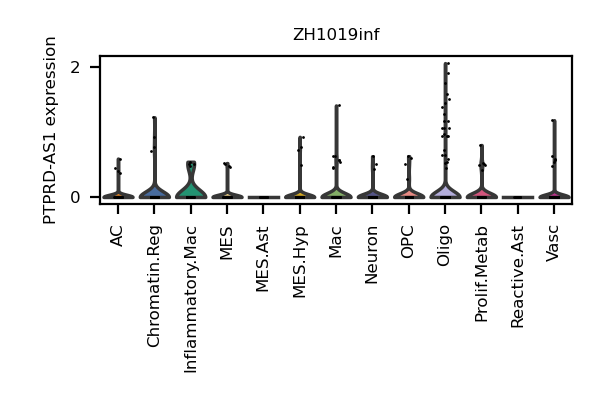 ZH1019inf
PTPRD-AS1 expression
2
0
AC
Chromatin.Reg
Inflammatory.Mac
MES
MES.Ast
MES.Hyp
Mac
Neuron
OPC
Oligo
Prolif.Metab
Reactive.Ast
Vasc